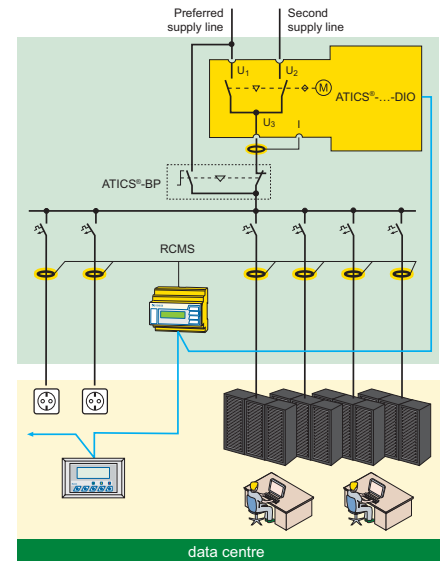 Preferred
supply line
Second
supply line
U1
U2
M
ATICS®-...-DIO
U3
I
ATICS®-BP
RCMS
data centre